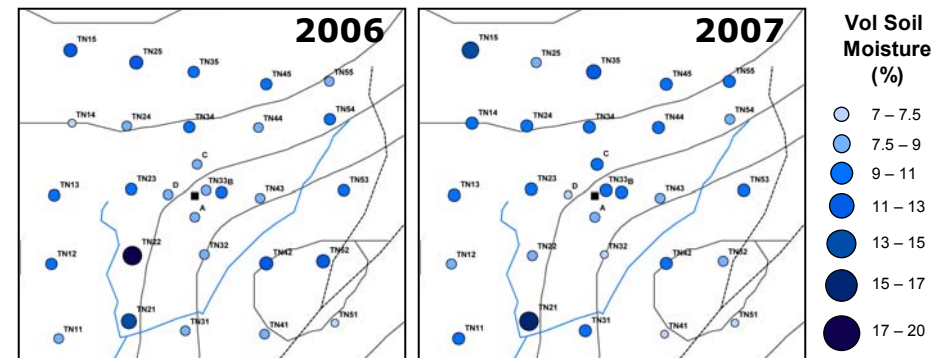 2006
TN15
TN25
TN35
TN45
TN55
TN14
TN24
TN34
TN44
TN54
C
TN13
TN23
D
TN33
B
TN43
TN53
A
TN12
TN22
TN32
TN42
TN52
TN11
TN21
TN31
TN41
TN51
2007
TN15
TN25
TN35
TN45
TN55
TN14
TN24
TN34
TN44
TN54
C
TN13
TN23
D
TN33
B
TN43
TN53
A
TN12
TN22
TN32
TN42
TN52
TN11
TN21
TN31
TN41
TN51
Vol Soil
Moisture
(%)
7 – 7.5
7.5 – 9
9 – 11
11 – 13
13 – 15
15 – 17
17 – 20